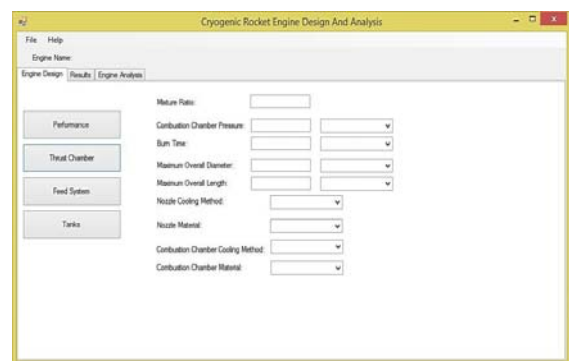 Cryogenic Rocket Engine Design And Analysis
File Help
Engine Name:
Engine Design Results Engine Analysis
Mixture Ratio:
Performance
Combustion Chamber Pressure:
Burn Time:
Thrust Chamber
Maximum Overall Diameter:
Maximum Overall Length:
Feed System
Nozzle Cooling Method:
Tanks
Nozzle Material:
Combustion Chamber Cooling Method:
Combustion Chamber Material: